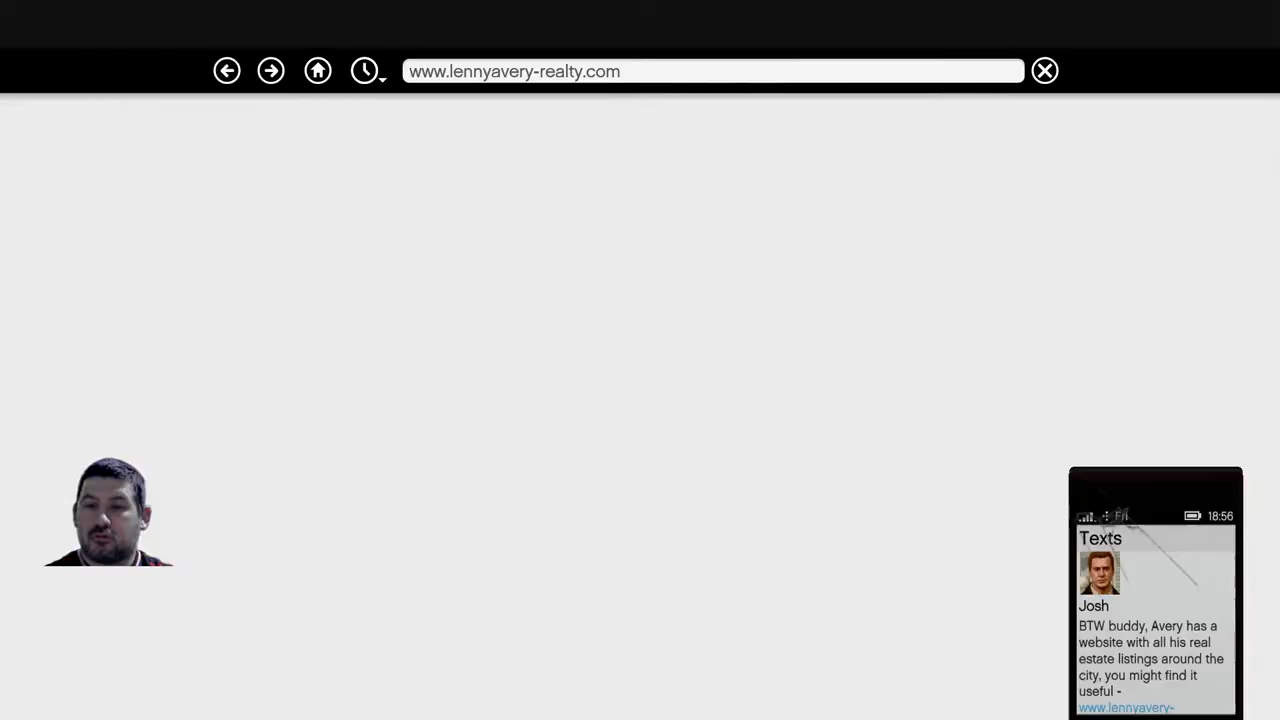 www.lennyavery-realty.com
Fri 18:56
Texts
Josh
BTW buddy, Avery has a
website with all his real
estate listings around the
city, you might find it
useful -
www.lennyavery-